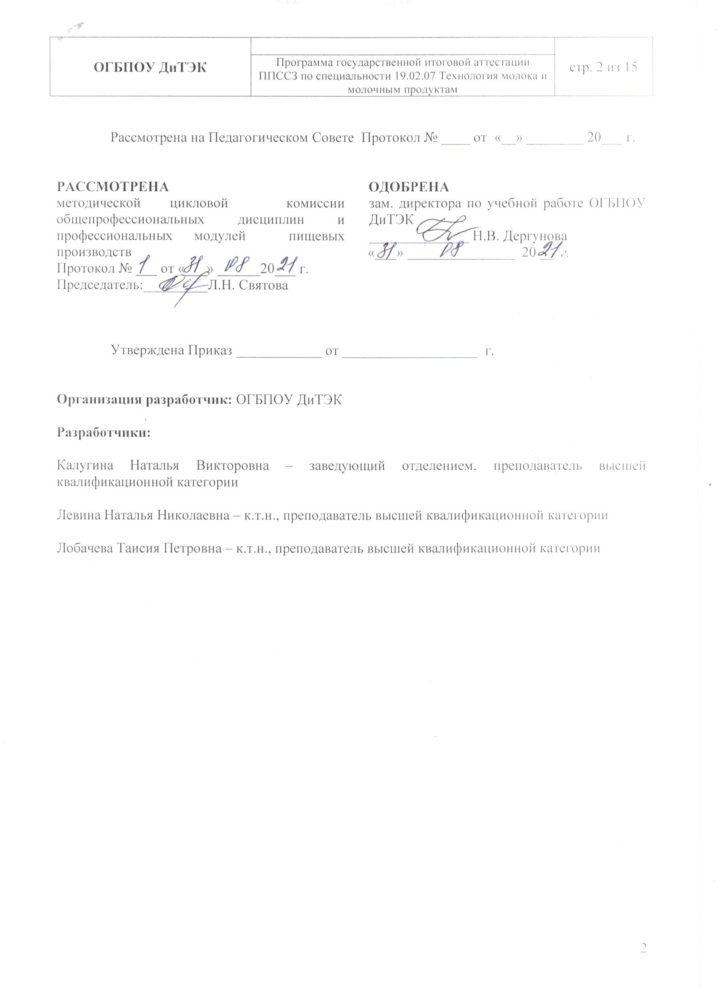 ОГБПОУ ДиТЭК
Программа государственной итоговой аттестации
ППССЗ по специальности 19.02.07 Технология молока и
молочным продуктам
стр. 2 из 15
Рассмотрена на Педагогическом Совете Протокол № ____ от «__» ________ 20___ г.
РАССМОТРЕНА
методической цикловой комиссии
общепрофессиональных дисциплин и
профессиональных модулей пищевых
производств
Протокол № 1 от «31» 08 2021 г.
Председатель:_________Л.Н. Святова
ОДОБРЕНА
зам. директора по учебной работе ОГБПОУ
ДиТЭК
______________ Н.В. Дергунова
«31» 08 2021 г.
Утверждена Приказ ____________ от ___________________ г.
Организация разработчик: ОГБПОУ ДиТЭК
Разработчики:
Калугина Наталья Викторовна – заведующий отделением, преподаватель высшей
квалификационной категории
Левина Наталья Николаевна – к.т.н., преподаватель высшей квалификационной категории
Лобачева Таисия Петровна – к.т.н., преподаватель высшей квалификационной категории
2